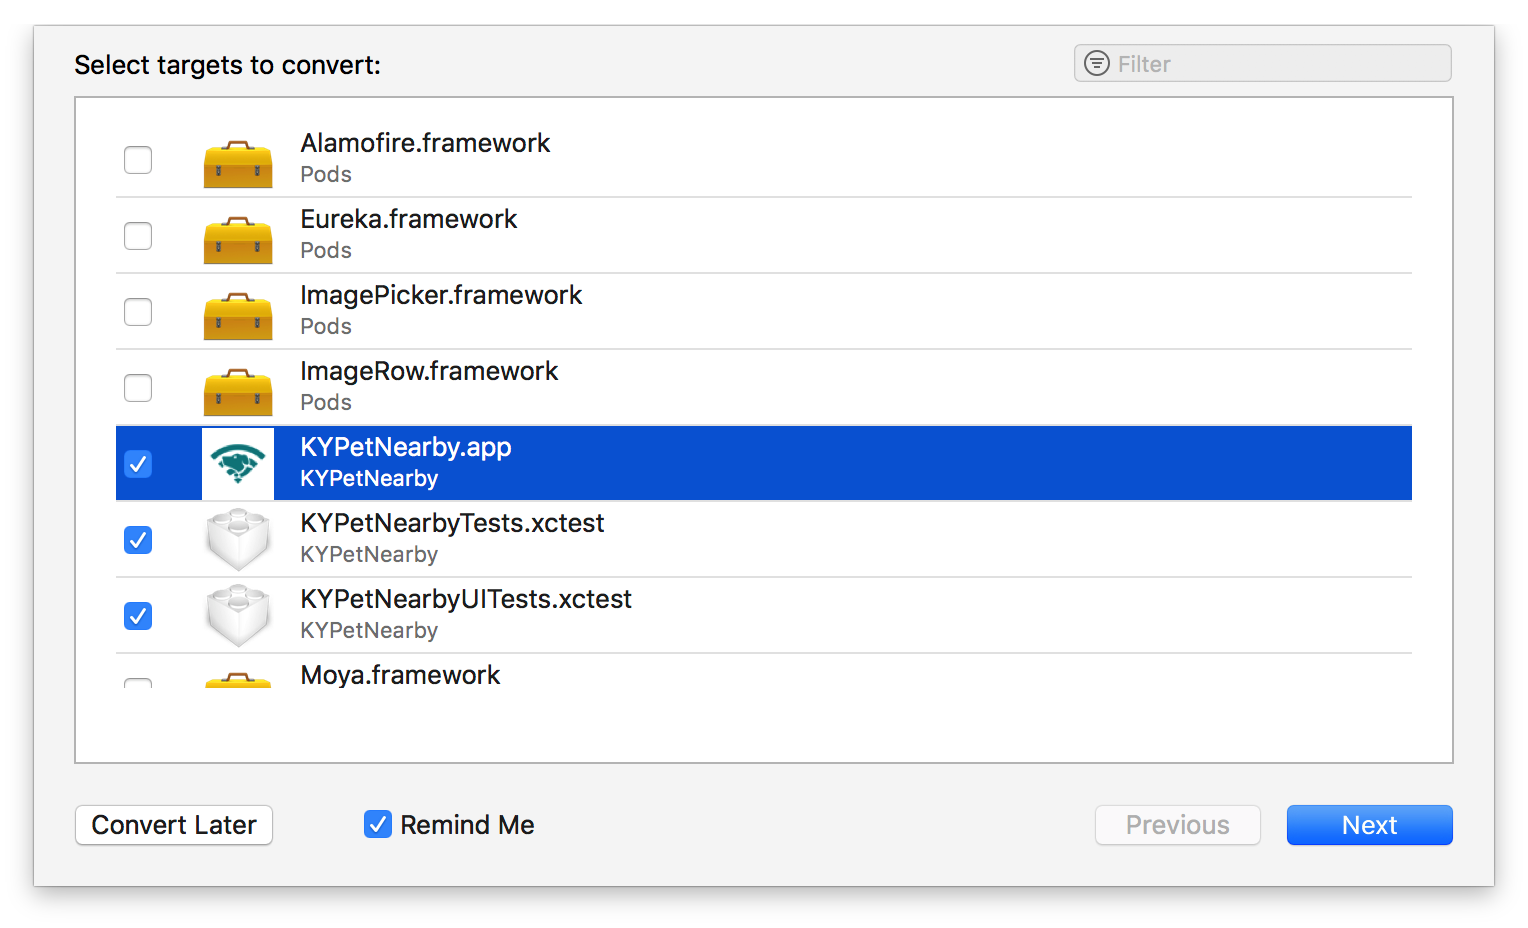 Select targets to convert:
Filter
Alamofire.framework
Pods
Eureka.framework
Pods
ImagePicker.framework
Pods
ImageRow.framework
Pods
KYPetNearby.app
KYPetNearby
KYPetNearbyTests.xctest
KYPetNearby
KYPetNearbyUITests.xctest
KYPetNearby
Moya.framework
Convert Later
Remind Me
Previous
Next